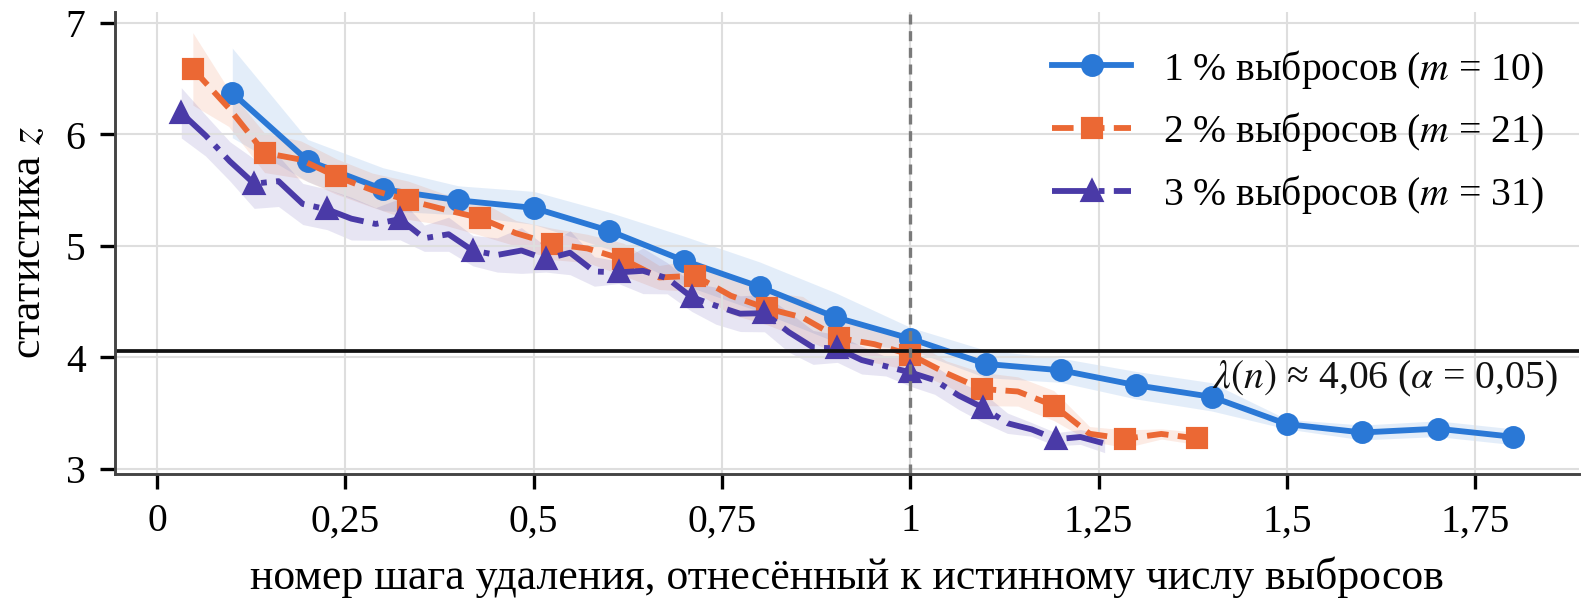 7
6
5
4
3
статистика z
1 % выбросов (m = 10)
2 % выбросов (m = 21)
3 % выбросов (m = 31)
λ(n) ≈ 4,06 (α = 0,05)
0 0,25 0,5 0,75 1 1,25 1,5 1,75
номер шага удаления, отнесённый к истинному числу выбросов